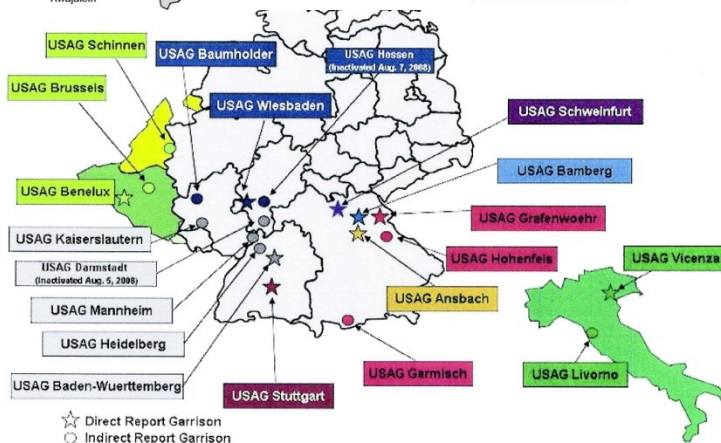 Kwajalein
USAG Schinnen
USAG Baumholder
USAG Hessen
(Inactivated Aug. 7, 2008)
USAG Brussels
USAG Wiesbaden
USAG Schweinfurt
USAG Bamberg
USAG Benelux
USAG Grafenwoehr
USAG Kaiserslautern
USAG Hohenfels
USAG Vicenza
USAG Darmstadt
(Inactivated Aug. 5, 2008)
USAG Ansbach
USAG Mannheim
USAG Heidelberg
USAG Garmisch
USAG Livorno
USAG Baden-Wuerttemberg
USAG Stuttgart
Direct Report Garrison
Indirect Report Garrison